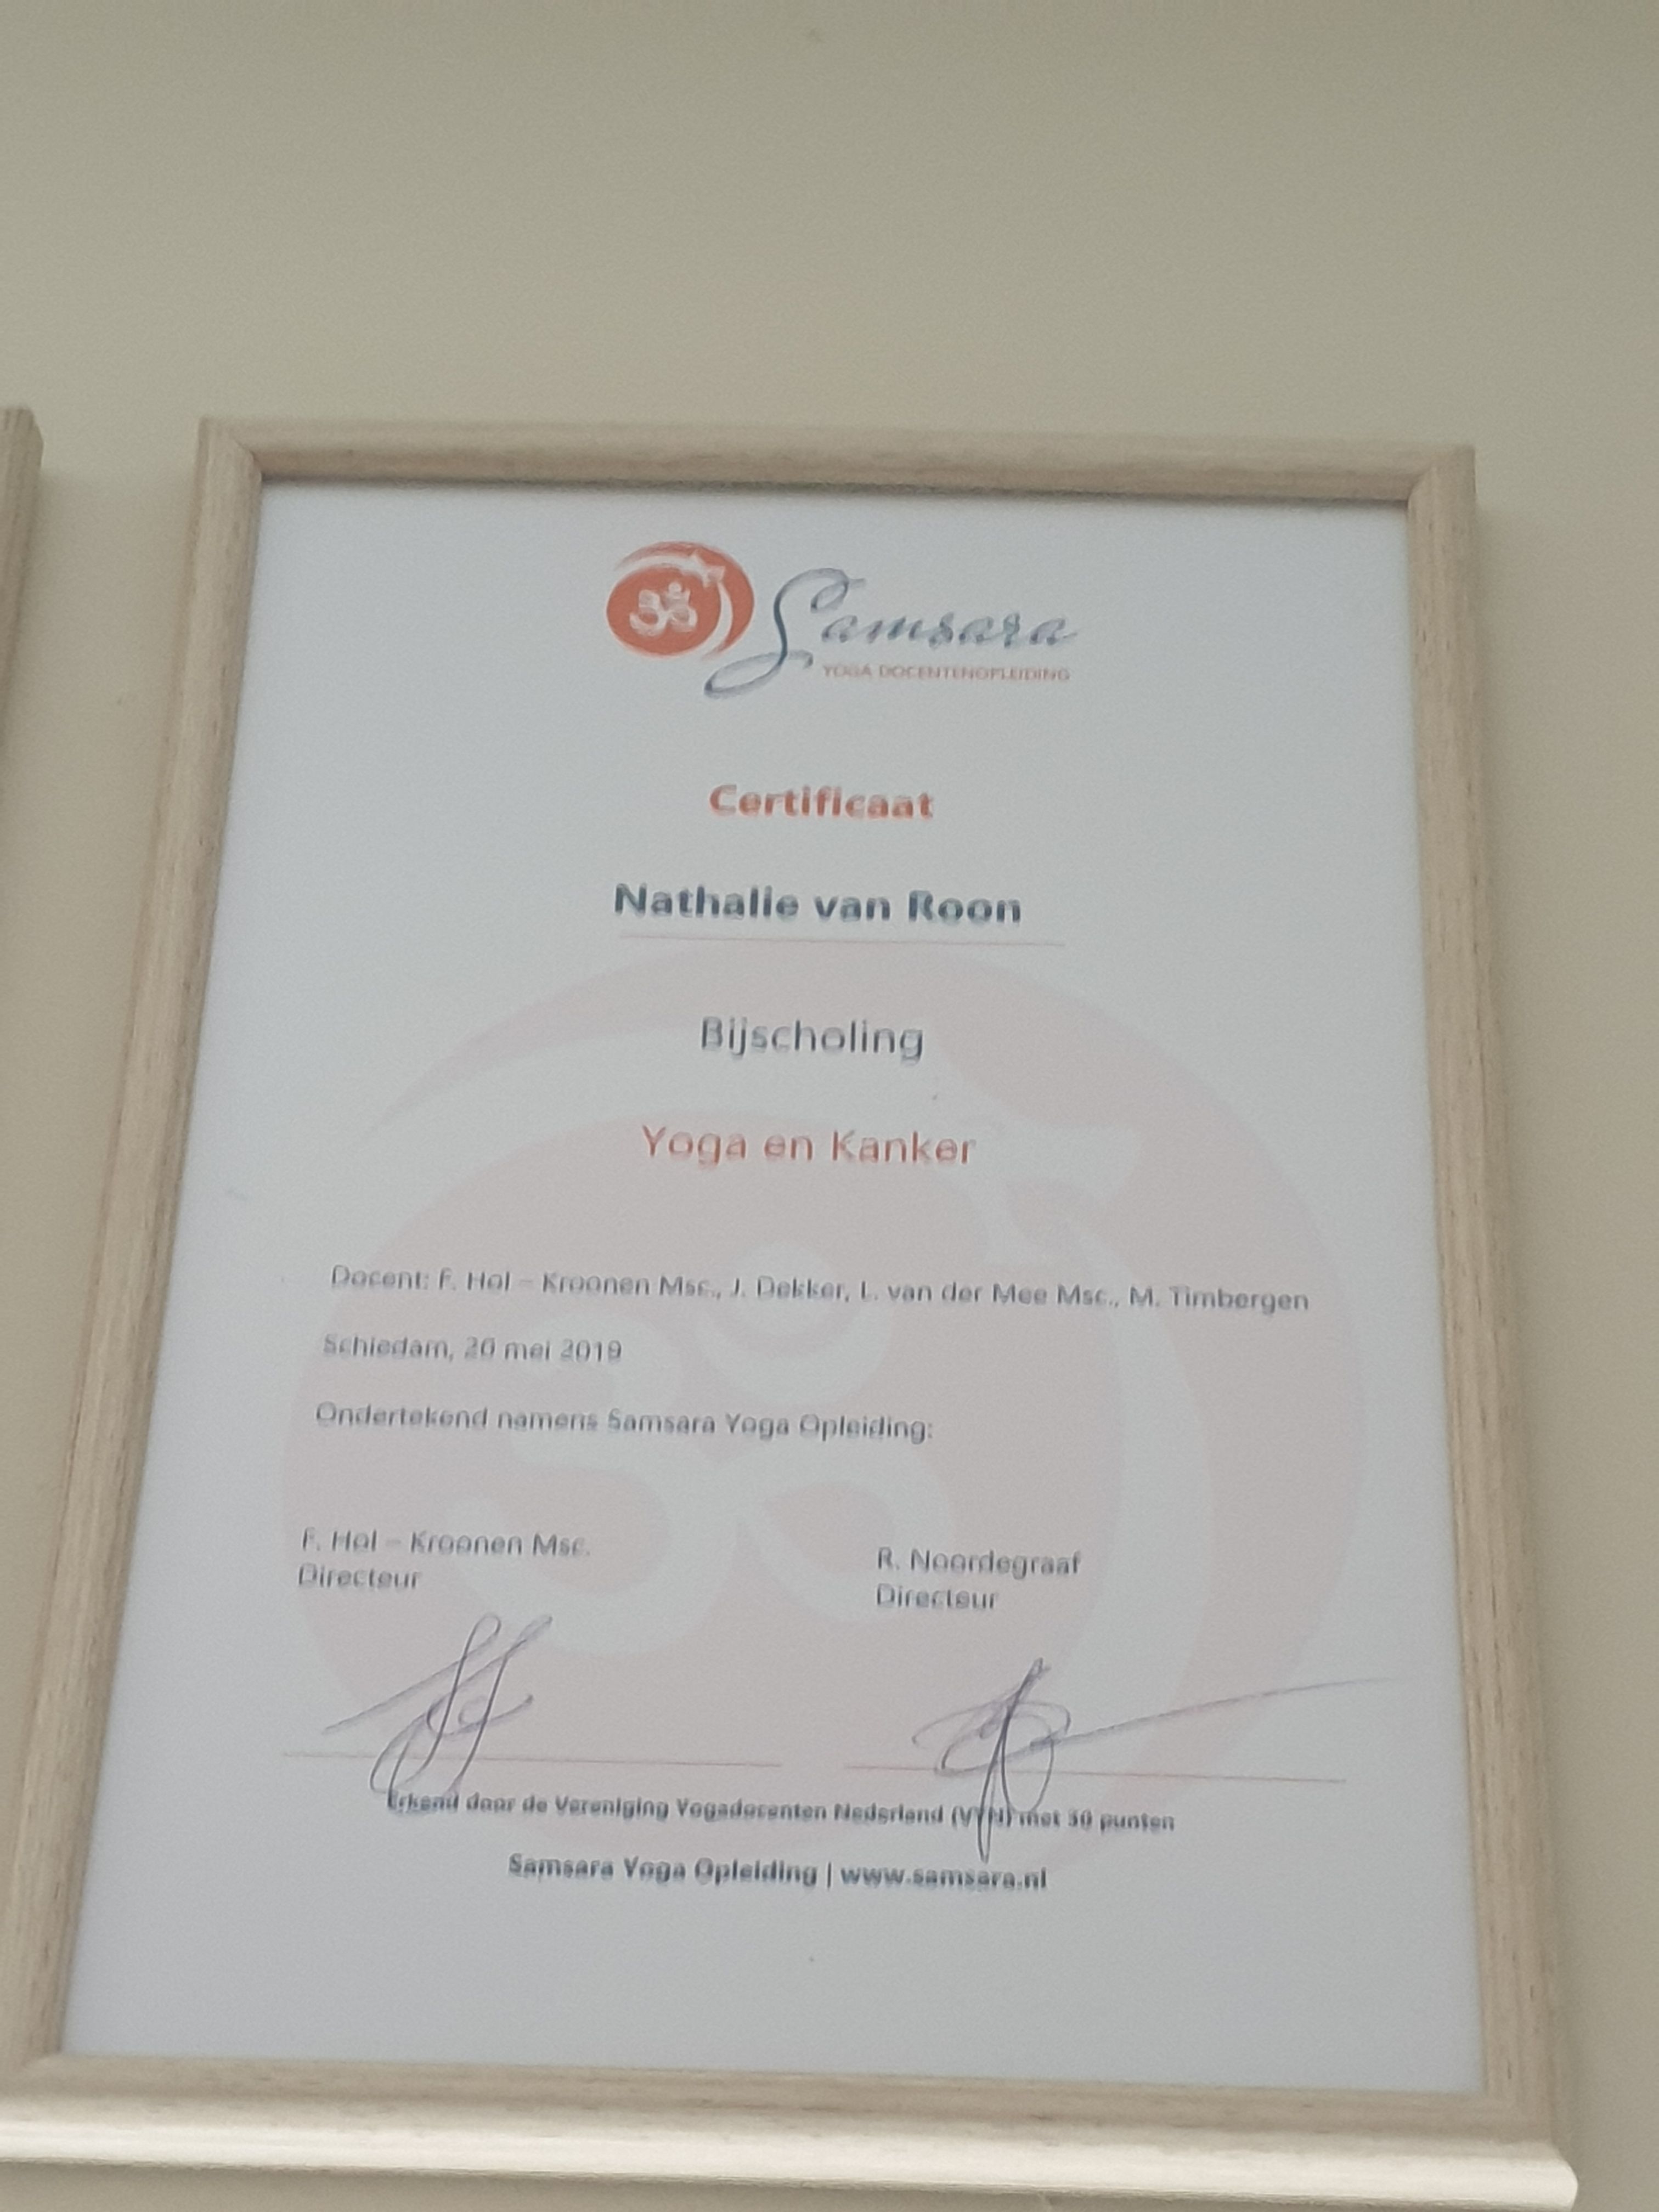 ॐ
Samsara
YOGA DOCENTENOPLEIDING
Certificaat
Nathalie van Roon
Bijscholing
Yoga en Kanker
Docent: F. Hol – Kroonen Msc., J. Dekker, L. van der Mee Msc., M. Timbergen
Schiedam, 20 mei 2019
Ondertekend namens Samsara Yoga Opleiding:
F. Hol – Kroonen Msc.
Directeur
R. Noordegraaf
Directeur
Erkend door de Vereniging Yogadocenten Nederland (VYN) met 30 punten
Samsara Yoga Opleiding | www.samsara.nl